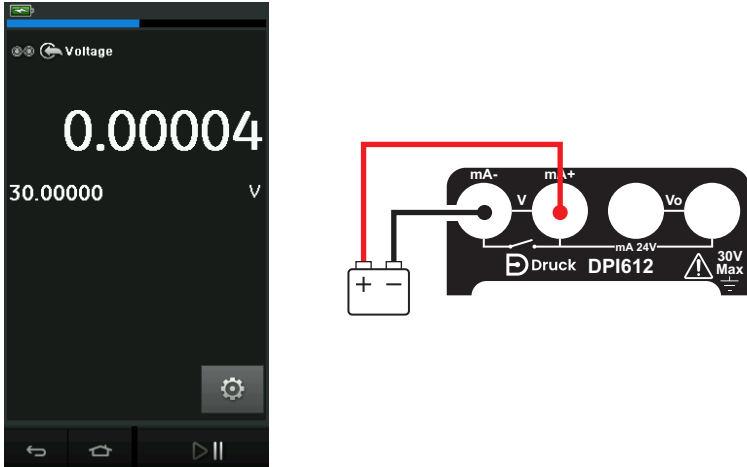 Voltage
0.00004
30.00000 V
mA- mA+
V Vo
mA 24V
Druck DPI612 30V
Max
+ −